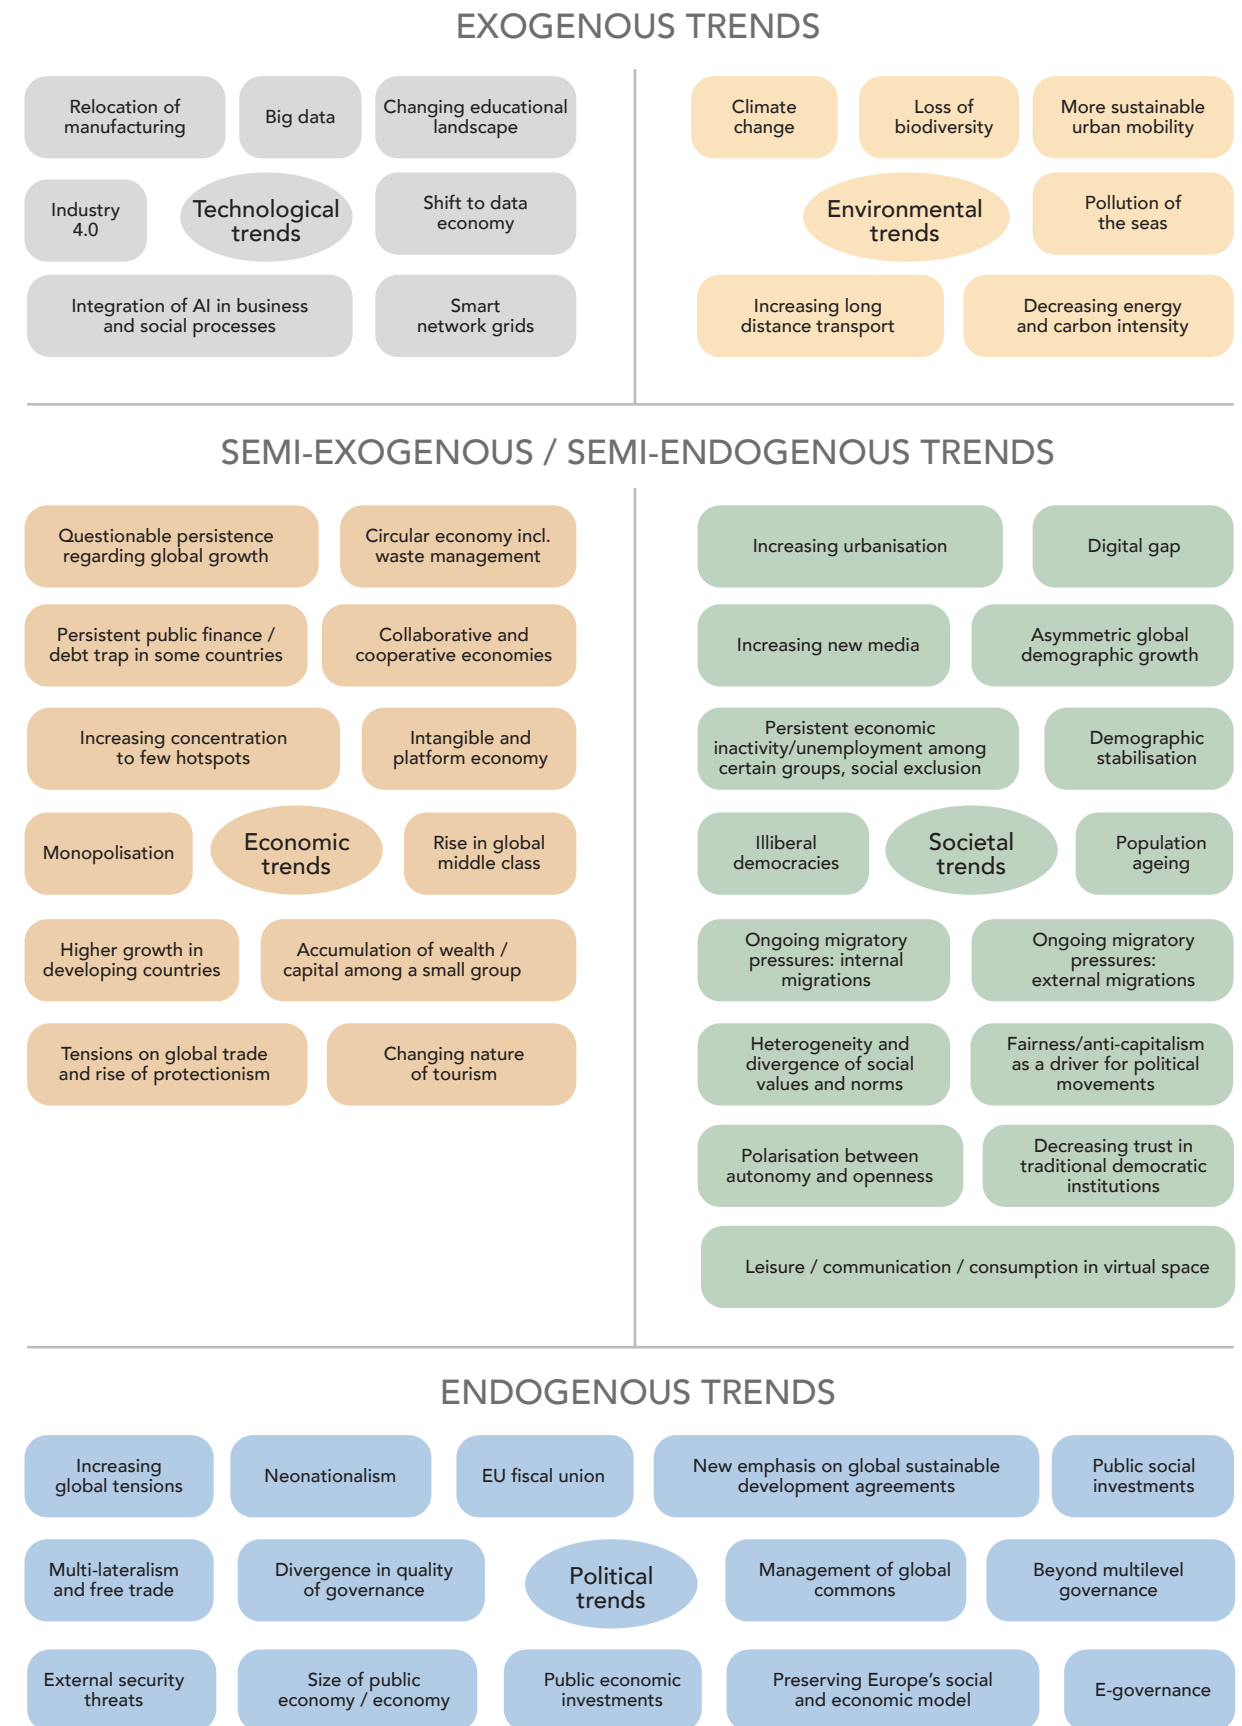 EXOGENOUS TRENDS
Relocation of
manufacturing
Big data
Changing educational
landscape
Industry
4.0
Technological
trends
Shift to data
economy
Integration of AI in business
and social processes
Smart
network grids
Climate
change
Loss of
biodiversity
More sustainable
urban mobility
Environmental
trends
Pollution of
the seas
Increasing long
distance transport
Decreasing energy
and carbon intensity
SEMI-EXOGENOUS / SEMI-ENDOGENOUS TRENDS
Questionable persistence
regarding global growth
Circular economy incl.
waste management
Persistent public finance /
debt trap in some countries
Collaborative and
cooperative economies
Increasing concentration
to few hotspots
Intangible and
platform economy
Monopolisation
Economic
trends
Rise in global
middle class
Higher growth in
developing countries
Accumulation of wealth /
capital among a small group
Tensions on global trade
and rise of protectionism
Changing nature
of tourism
Increasing urbanisation
Digital gap
Increasing new media
Asymmetric global
demographic growth
Persistent economic
inactivity/unemployment among
certain groups, social exclusion
Demographic
stabilisation
Illiberal
democracies
Societal
trends
Population
ageing
Ongoing migratory
pressures: internal
migrations
Ongoing migratory
pressures:
external migrations
Heterogeneity and
divergence of social
values and norms
Fairness/anti-capitalism
as a driver for political
movements
Polarisation between
autonomy and openness
Decreasing trust in
traditional democratic
institutions
Leisure / communication / consumption in virtual space
ENDOGENOUS TRENDS
Increasing
global tensions
Neonationalism
EU fiscal union
New emphasis on global sustainable
development agreements
Public social
investments
Multi-lateralism
and free trade
Divergence in quality
of governance
Political
trends
Management of global
commons
Beyond multilevel
governance
External security
threats
Size of public
economy / economy
Public economic
investments
Preserving Europe's social
and economic model
E-governance